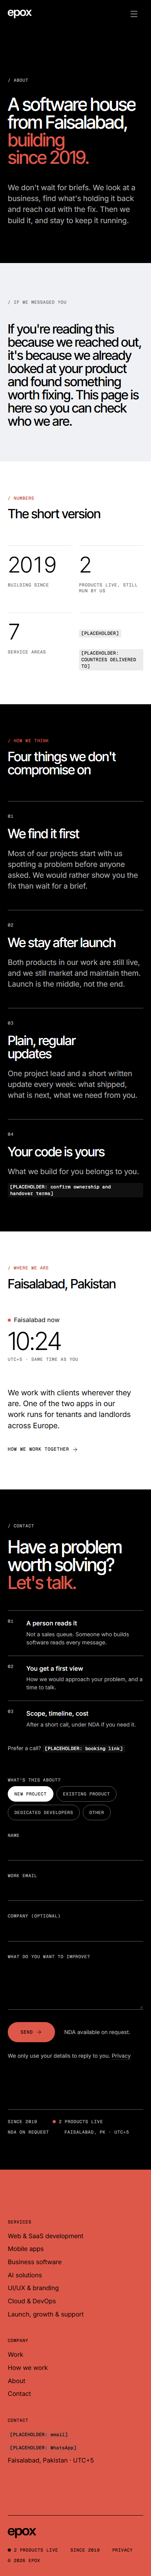 epox
/ ABOUT
A software house
from Faisalabad,
building
since 2019.
We don't wait for briefs. We look at a
business, find what's holding it back
and reach out with the fix. Then we
build it, and stay to keep it running.
/ IF WE MESSAGED YOU
If you're reading this
because we reached out,
it's because we already
looked at your product
and found something
worth fixing. This page is
here so you can check
who we are.
/ NUMBERS
The short version
2019
BUILDING SINCE
2
PRODUCTS LIVE, STILL
RUN BY US
7
SERVICE AREAS
[PLACEHOLDER]
[PLACEHOLDER:
COUNTRIES DELIVERED
TO]
/ HOW WE THINK
Four things we don't
compromise on
01
We find it first
Most of our projects start with us
spotting a problem before anyone
asked. We would rather show you the
fix than wait for a brief.
02
We stay after launch
Both products in our work are still live,
and we still market and maintain them.
Launch is the middle, not the end.
03
Plain, regular
updates
One project lead and a short written
update every week: what shipped,
what is next, what we need from you.
04
Your code is yours
What we build for you belongs to you.
[PLACEHOLDER: confirm ownership and
handover terms]
/ WHERE WE ARE
Faisalabad, Pakistan
Faisalabad now
10:24
UTC+5 · SAME TIME AS YOU
We work with clients wherever they
are. One of the two apps in our
work runs for tenants and landlords
across Europe.
HOW WE WORK TOGETHER →
/ CONTACT
Have a problem
worth solving?
Let's talk.
01
A person reads it
Not a sales queue. Someone who builds
software reads every message.
02
You get a first view
How we would approach your problem, and a
time to talk.
03
Scope, timeline, cost
After a short call, under NDA if you need it.
Prefer a call? [PLACEHOLDER: booking link]
WHAT'S THIS ABOUT?
NEW PROJECT
EXISTING PRODUCT
DEDICATED DEVELOPERS
OTHER
NAME
WORK EMAIL
COMPANY (OPTIONAL)
WHAT DO YOU WANT TO IMPROVE?
SEND →
NDA available on request.
We only use your details to reply to you. Privacy
SINCE 2019
2 PRODUCTS LIVE
NDA ON REQUEST
FAISALABAD, PK · UTC+5
SERVICES
Web & SaaS development
Mobile apps
Business software
AI solutions
UI/UX & branding
Cloud & DevOps
Launch, growth & support
COMPANY
Work
How we work
About
Contact
CONTACT
[PLACEHOLDER: email]
[PLACEHOLDER: WhatsApp]
Faisalabad, Pakistan · UTC+5
epox
2 PRODUCTS LIVE
SINCE 2019
PRIVACY
© 2026 EPOX